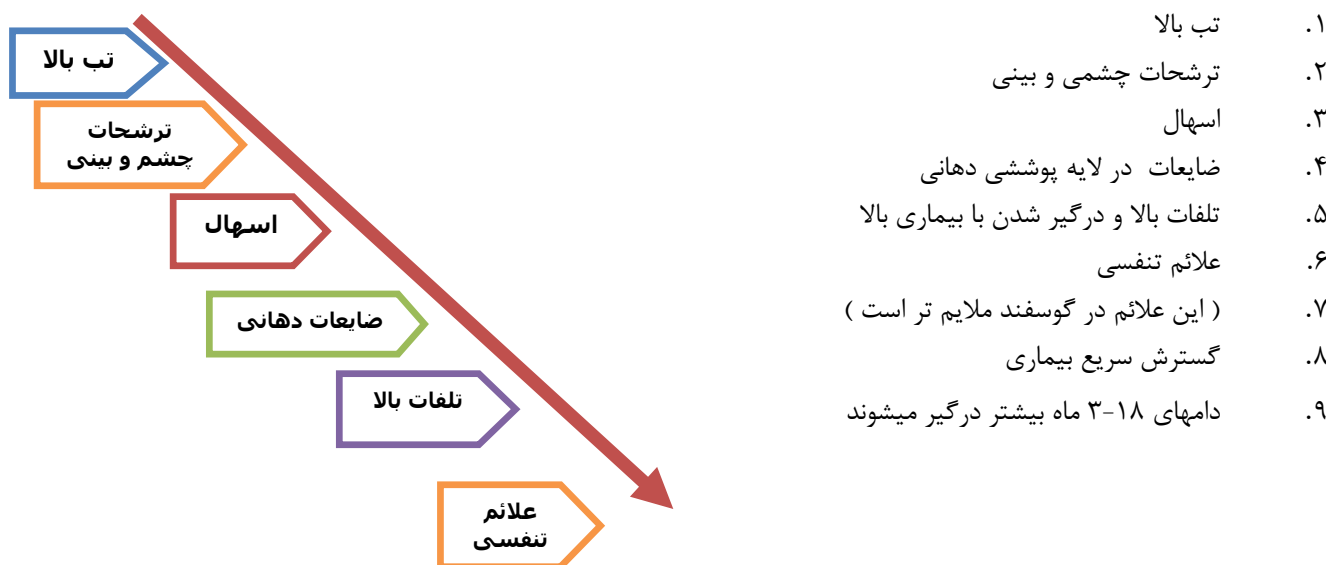 ۱. تب بالا
۲. ترشحات چشمی و بینی
۳. اسهال
۴. ضایعات در لایه پوششی دهانی
۵. تلفات بالا و درگیر شدن با بیماری بالا
۶. علائم تنفسی
۷. ( این علائم در گوسفند ملایم تر است )
۸. گسترش سریع بیماری
۹. دامهای ۱۸-۳ ماه بیشتر درگیر میشوند
تب بالا
ترشحات
چشم و بینی
اسهال
ضایعات دهانی
تلفات بالا
علائم
تنفسی